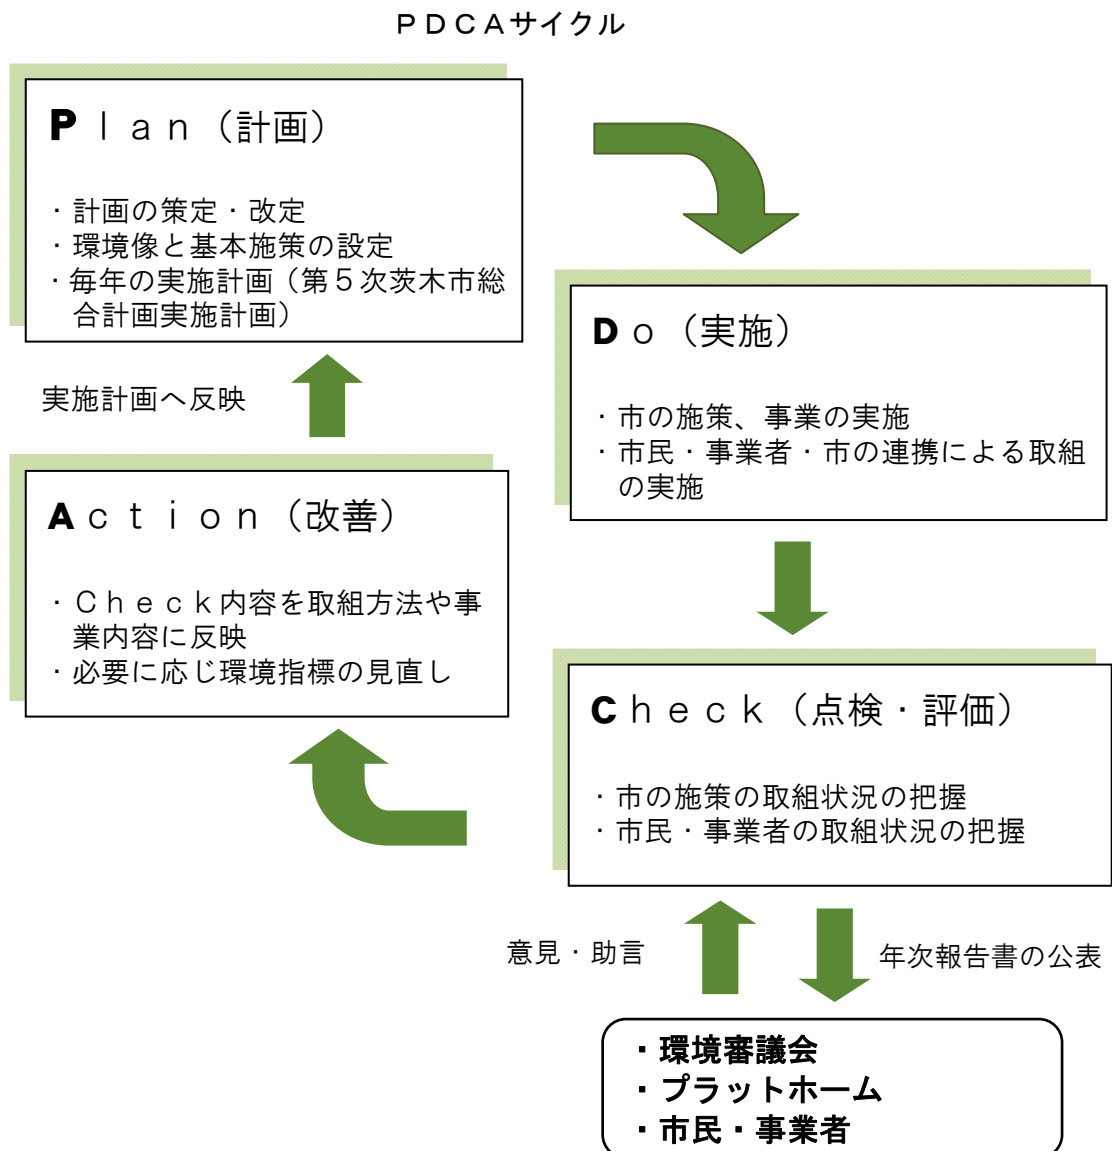 ＰＤＣＡサイクル
Ｐｌａｎ（計画）
・計画の策定・改定
・環境像と基本施策の設定
・毎年の実施計画（第５次茨木市総
合計画実施計画）
Ｄｏ（実施）
・市の施策、事業の実施
・市民・事業者・市の連携による取組
の実施
実施計画へ反映
Ａｃｔｉｏｎ（改善）
・Ｃｈｅｃｋ内容を取組方法や事
業内容に反映
・必要に応じ環境指標の見直し
Ｃｈｅｃｋ（点検・評価）
・市の施策の取組状況の把握
・市民・事業者の取組状況の把握
意見・助言
年次報告書の公表
・環境審議会
・プラットホーム
・市民・事業者